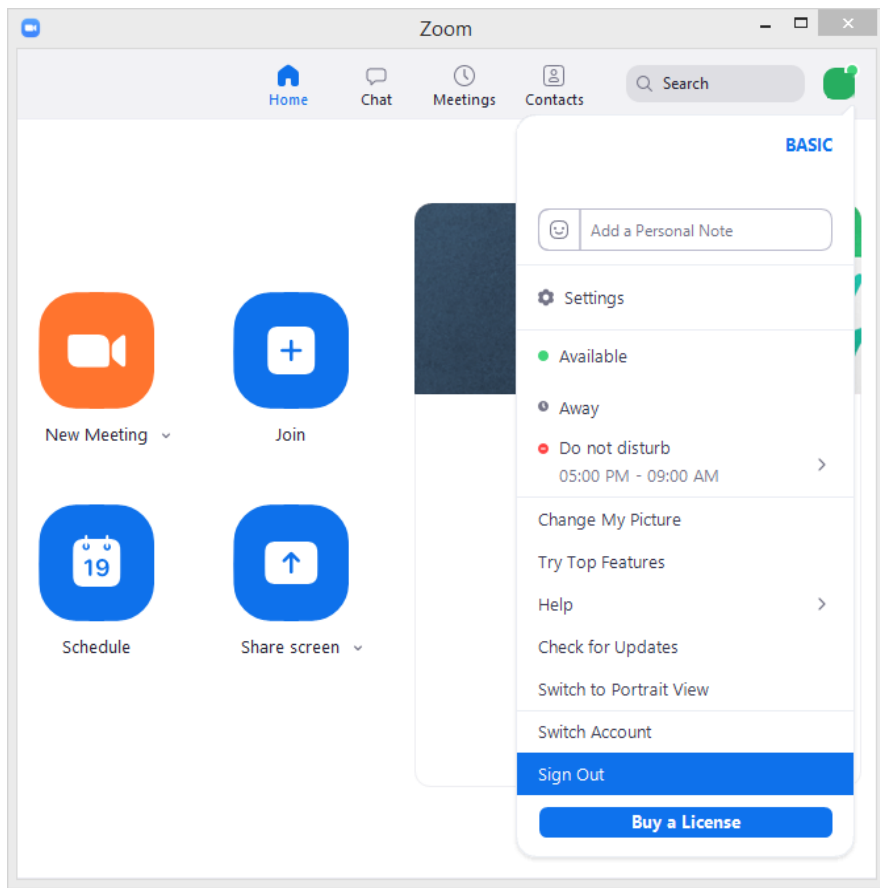 Zoom
Home
Chat
Meetings
Contacts
Search
BASIC
Add a Personal Note
Settings
Available
Away
Do not disturb
05:00 PM - 09:00 AM
New Meeting
Join
19
Schedule
Share screen
Change My Picture
Try Top Features
Help
Check for Updates
Switch to Portrait View
Switch Account
Sign Out
Buy a License